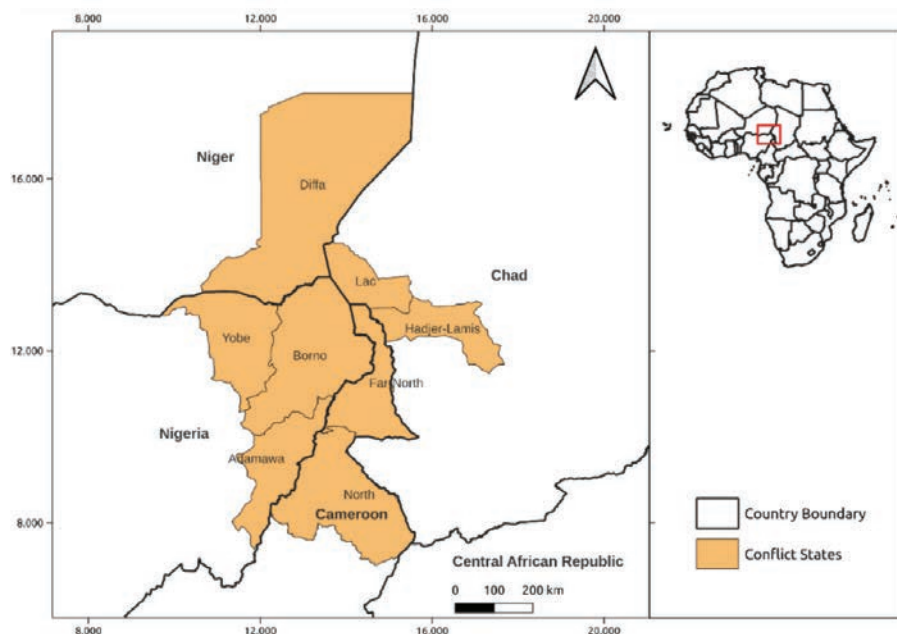 8.000 12.000 16.000 20.000
Niger
16.000
Diffa
Chad
Lac
Hadjer-Lamis
Yobe
12.000
Borno
Far North
Nigeria
Adamawa
North
8.000
Cameroon
Central African Republic
0 100 200 km
8.000 12.000 16.000 20.000
Country Boundary
Conflict States